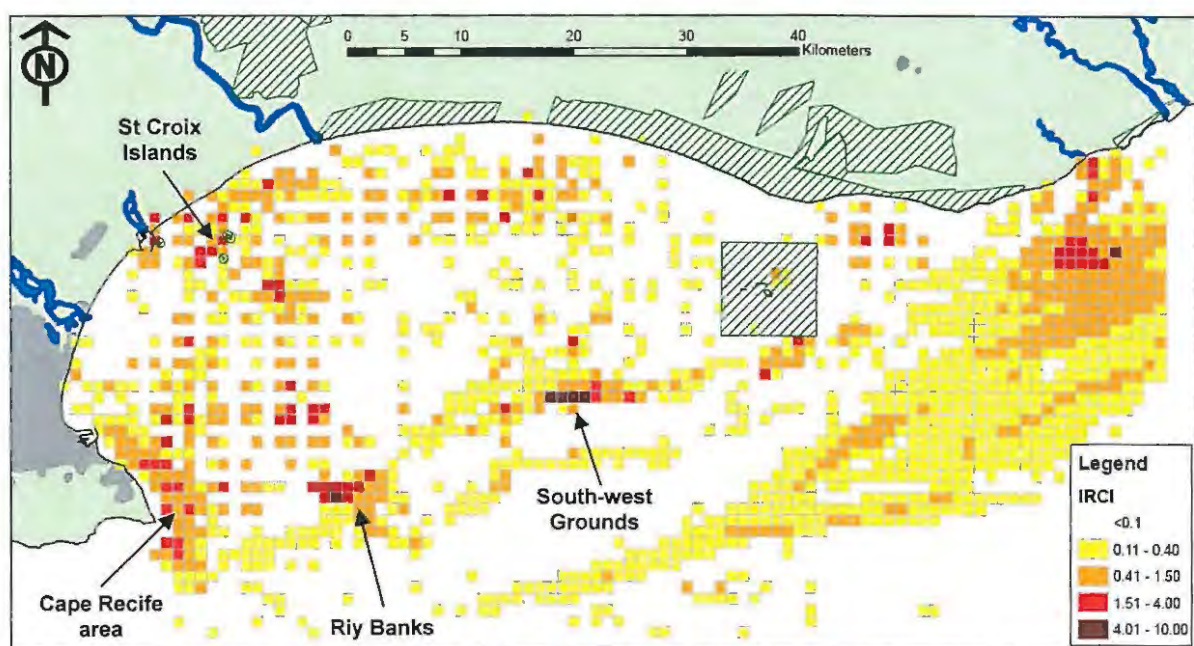 N
0 5 10 20 30 40
Kilometers
St Croix
Islands
South-west
Grounds
Cape Recife
area
Riy Banks
Legend
IRCI
<0.1
0.11 - 0.40
0.41 - 1.50
1.51 - 4.00
4.01 - 10.00